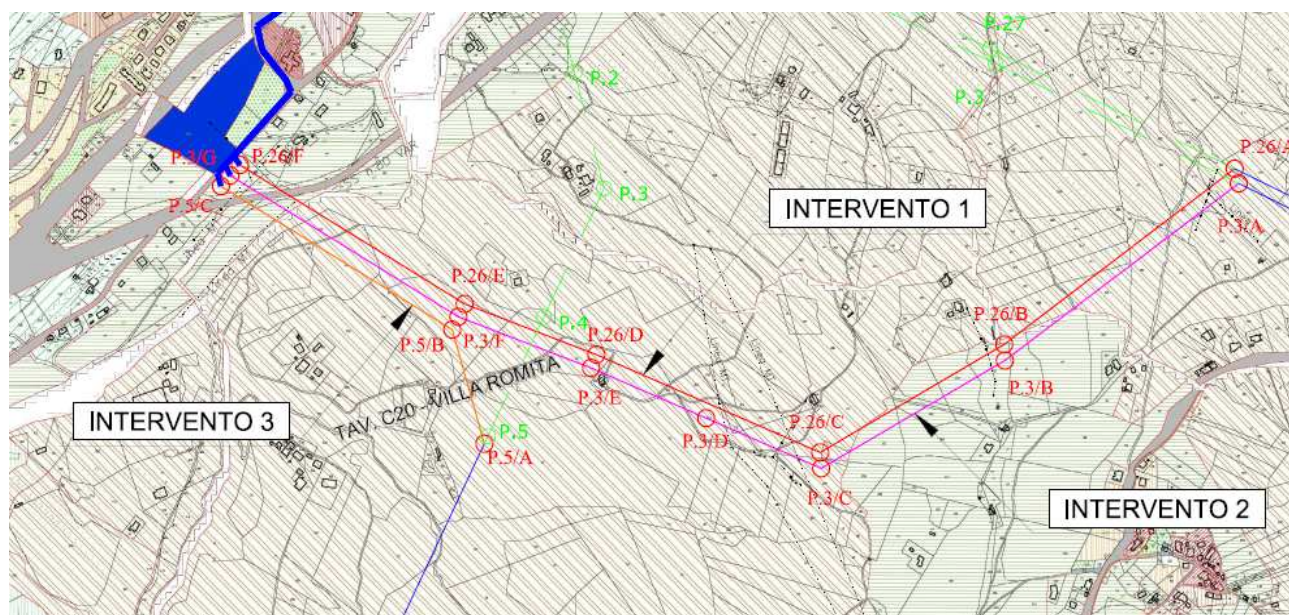 P.27
P.2
P.3
P.3/G
P.26/F
P.26/A
P.3
P.5/C
INTERVENTO 1
P.3/A
P.26/E
P.4
P.26/B
P.5/B
P.3/F
P.26/D
P.3/B
TAV. C20 - VILLA ROMITA
P.3/E
INTERVENTO 3
P.26/C
P.3/D
P.5
P.5/A
P.3/C
INTERVENTO 2